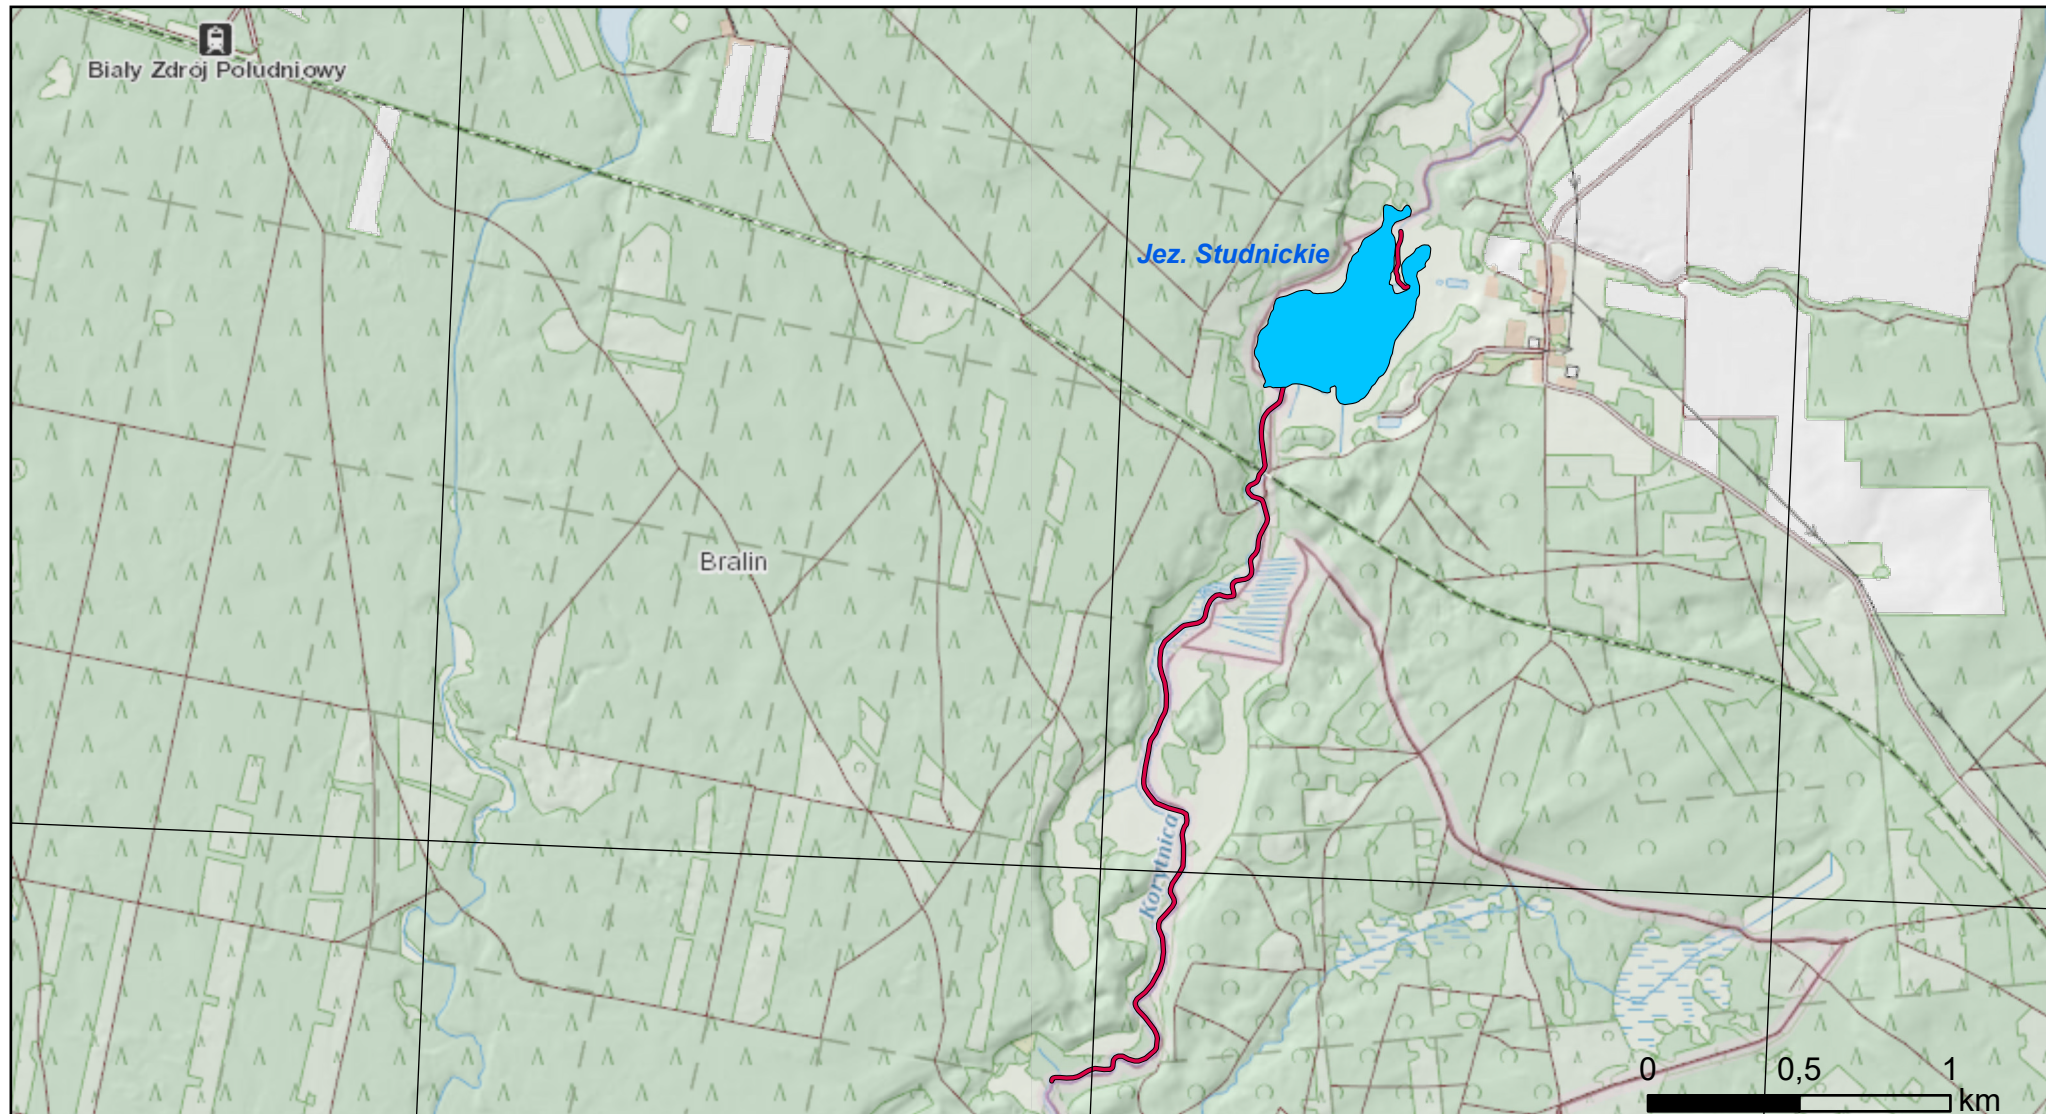 Biały Zdrój Południowy
Jez. Studnickie
Bralin
Korytnica
0 0,5 1
km